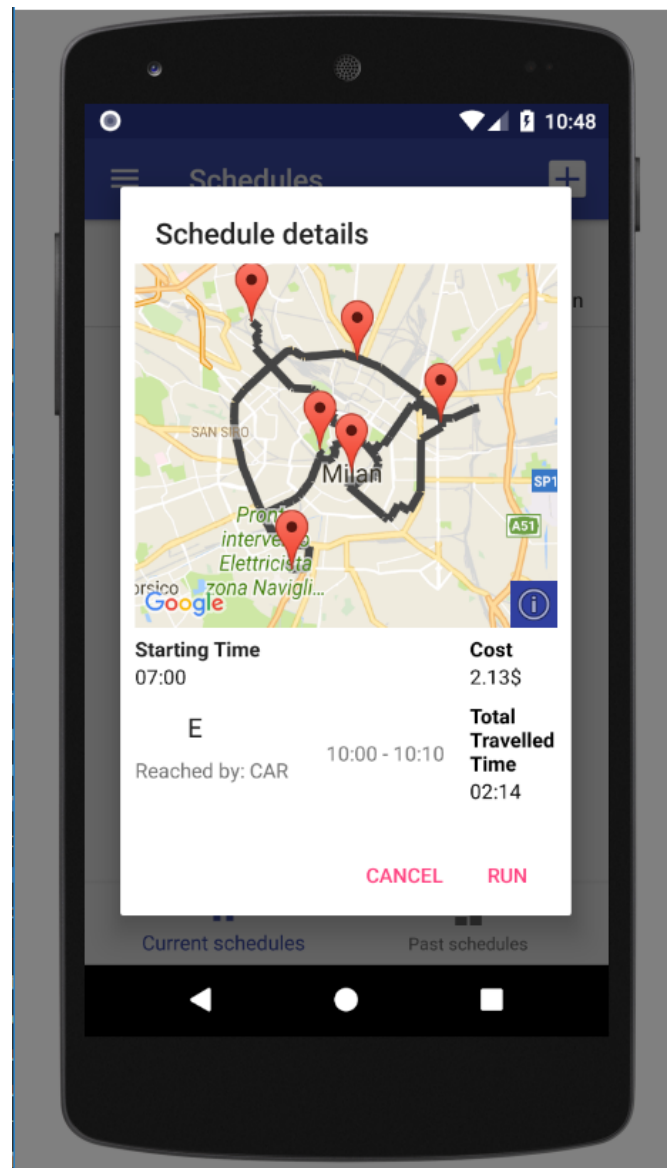 10:48
Schedules
Schedule details
n
SAN SIRO
Milan
SP1
Pronto
A51
intervento
Elettricista
zona Navigli...
orsico
Google
Starting Time
Cost
07:00
2.13$
E
Total
Travelled
Time
10:00 - 10:10
Reached by: CAR
02:14
CANCEL
RUN
Current schedules
Past schedules